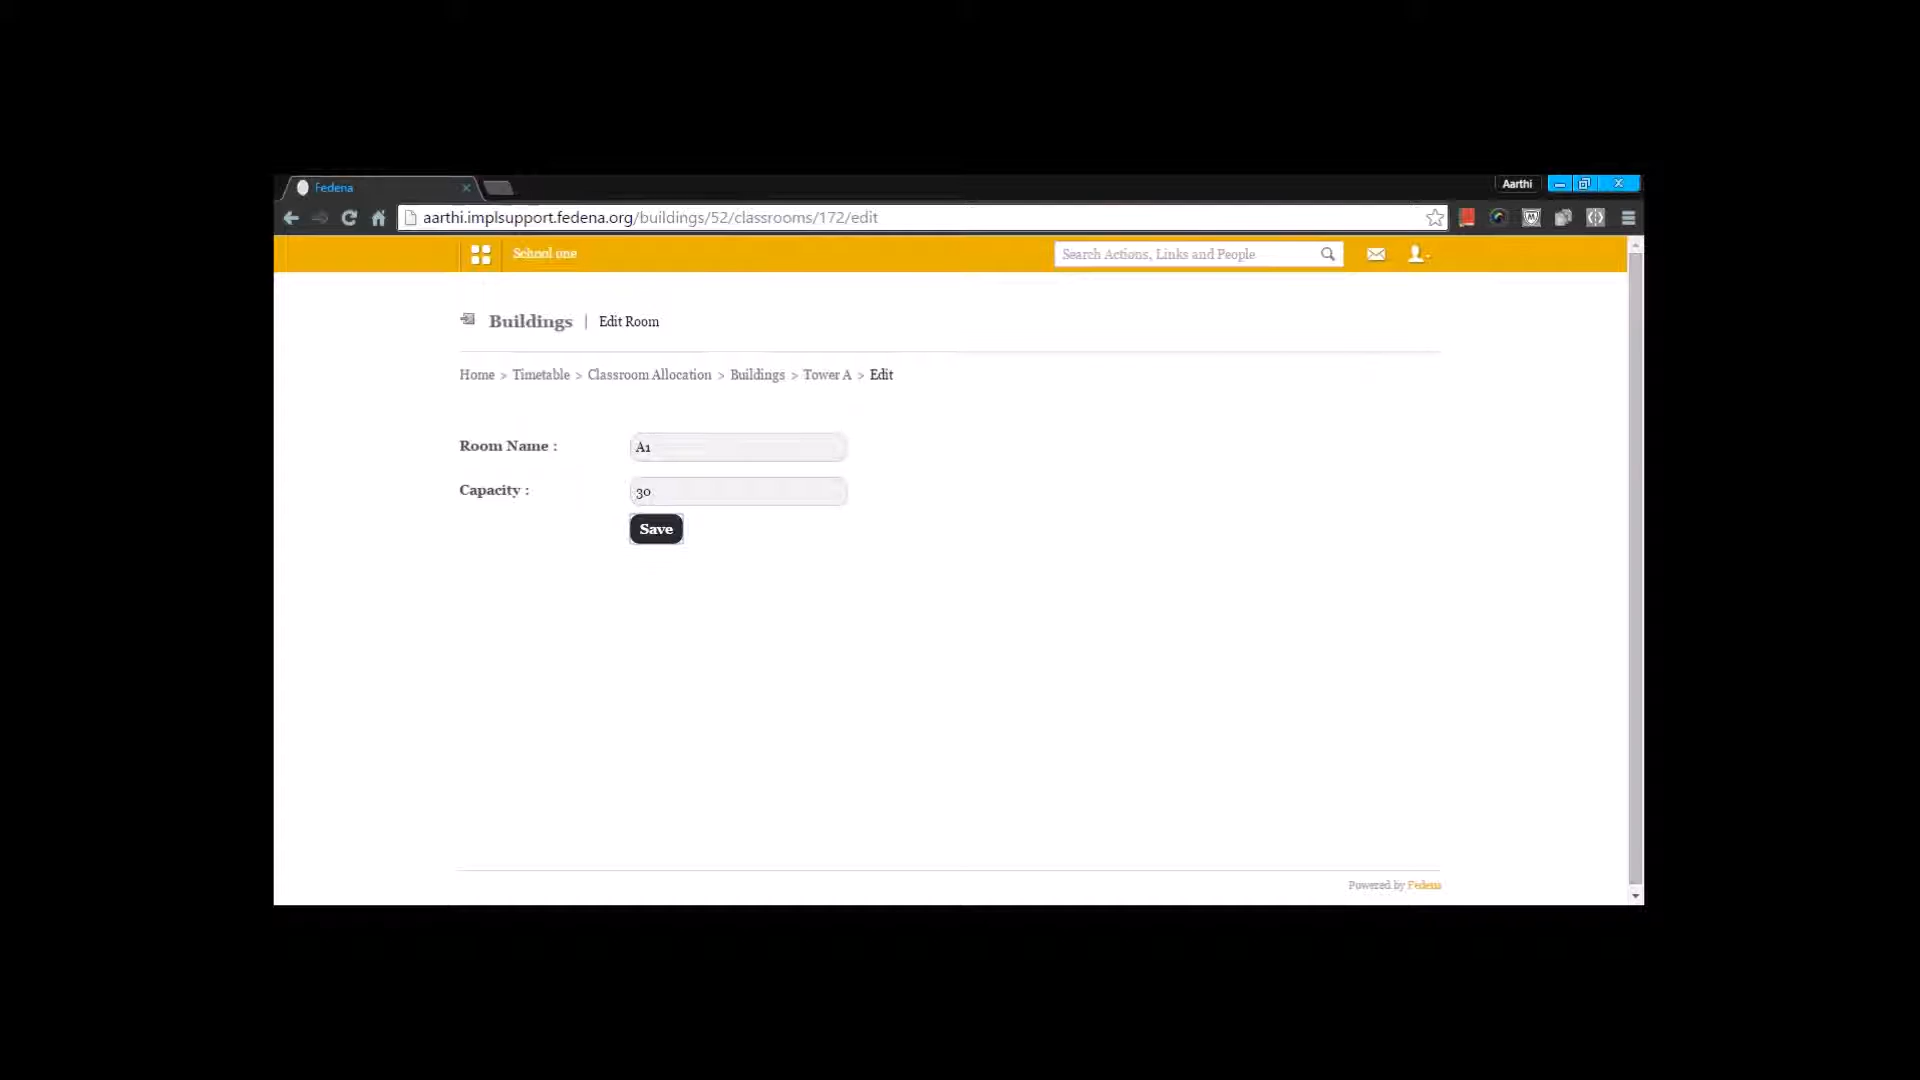 Fedena
Aarthi
aarthi.implsupport.fedena.org/buildings/52/classrooms/172/edit
School one
Search Actions, Links and People
Buildings | Edit Room
Home > Timetable > Classroom Allocation > Buildings > Tower A > Edit
Room Name : A1
Capacity : 30
Save
Powered by Fedena